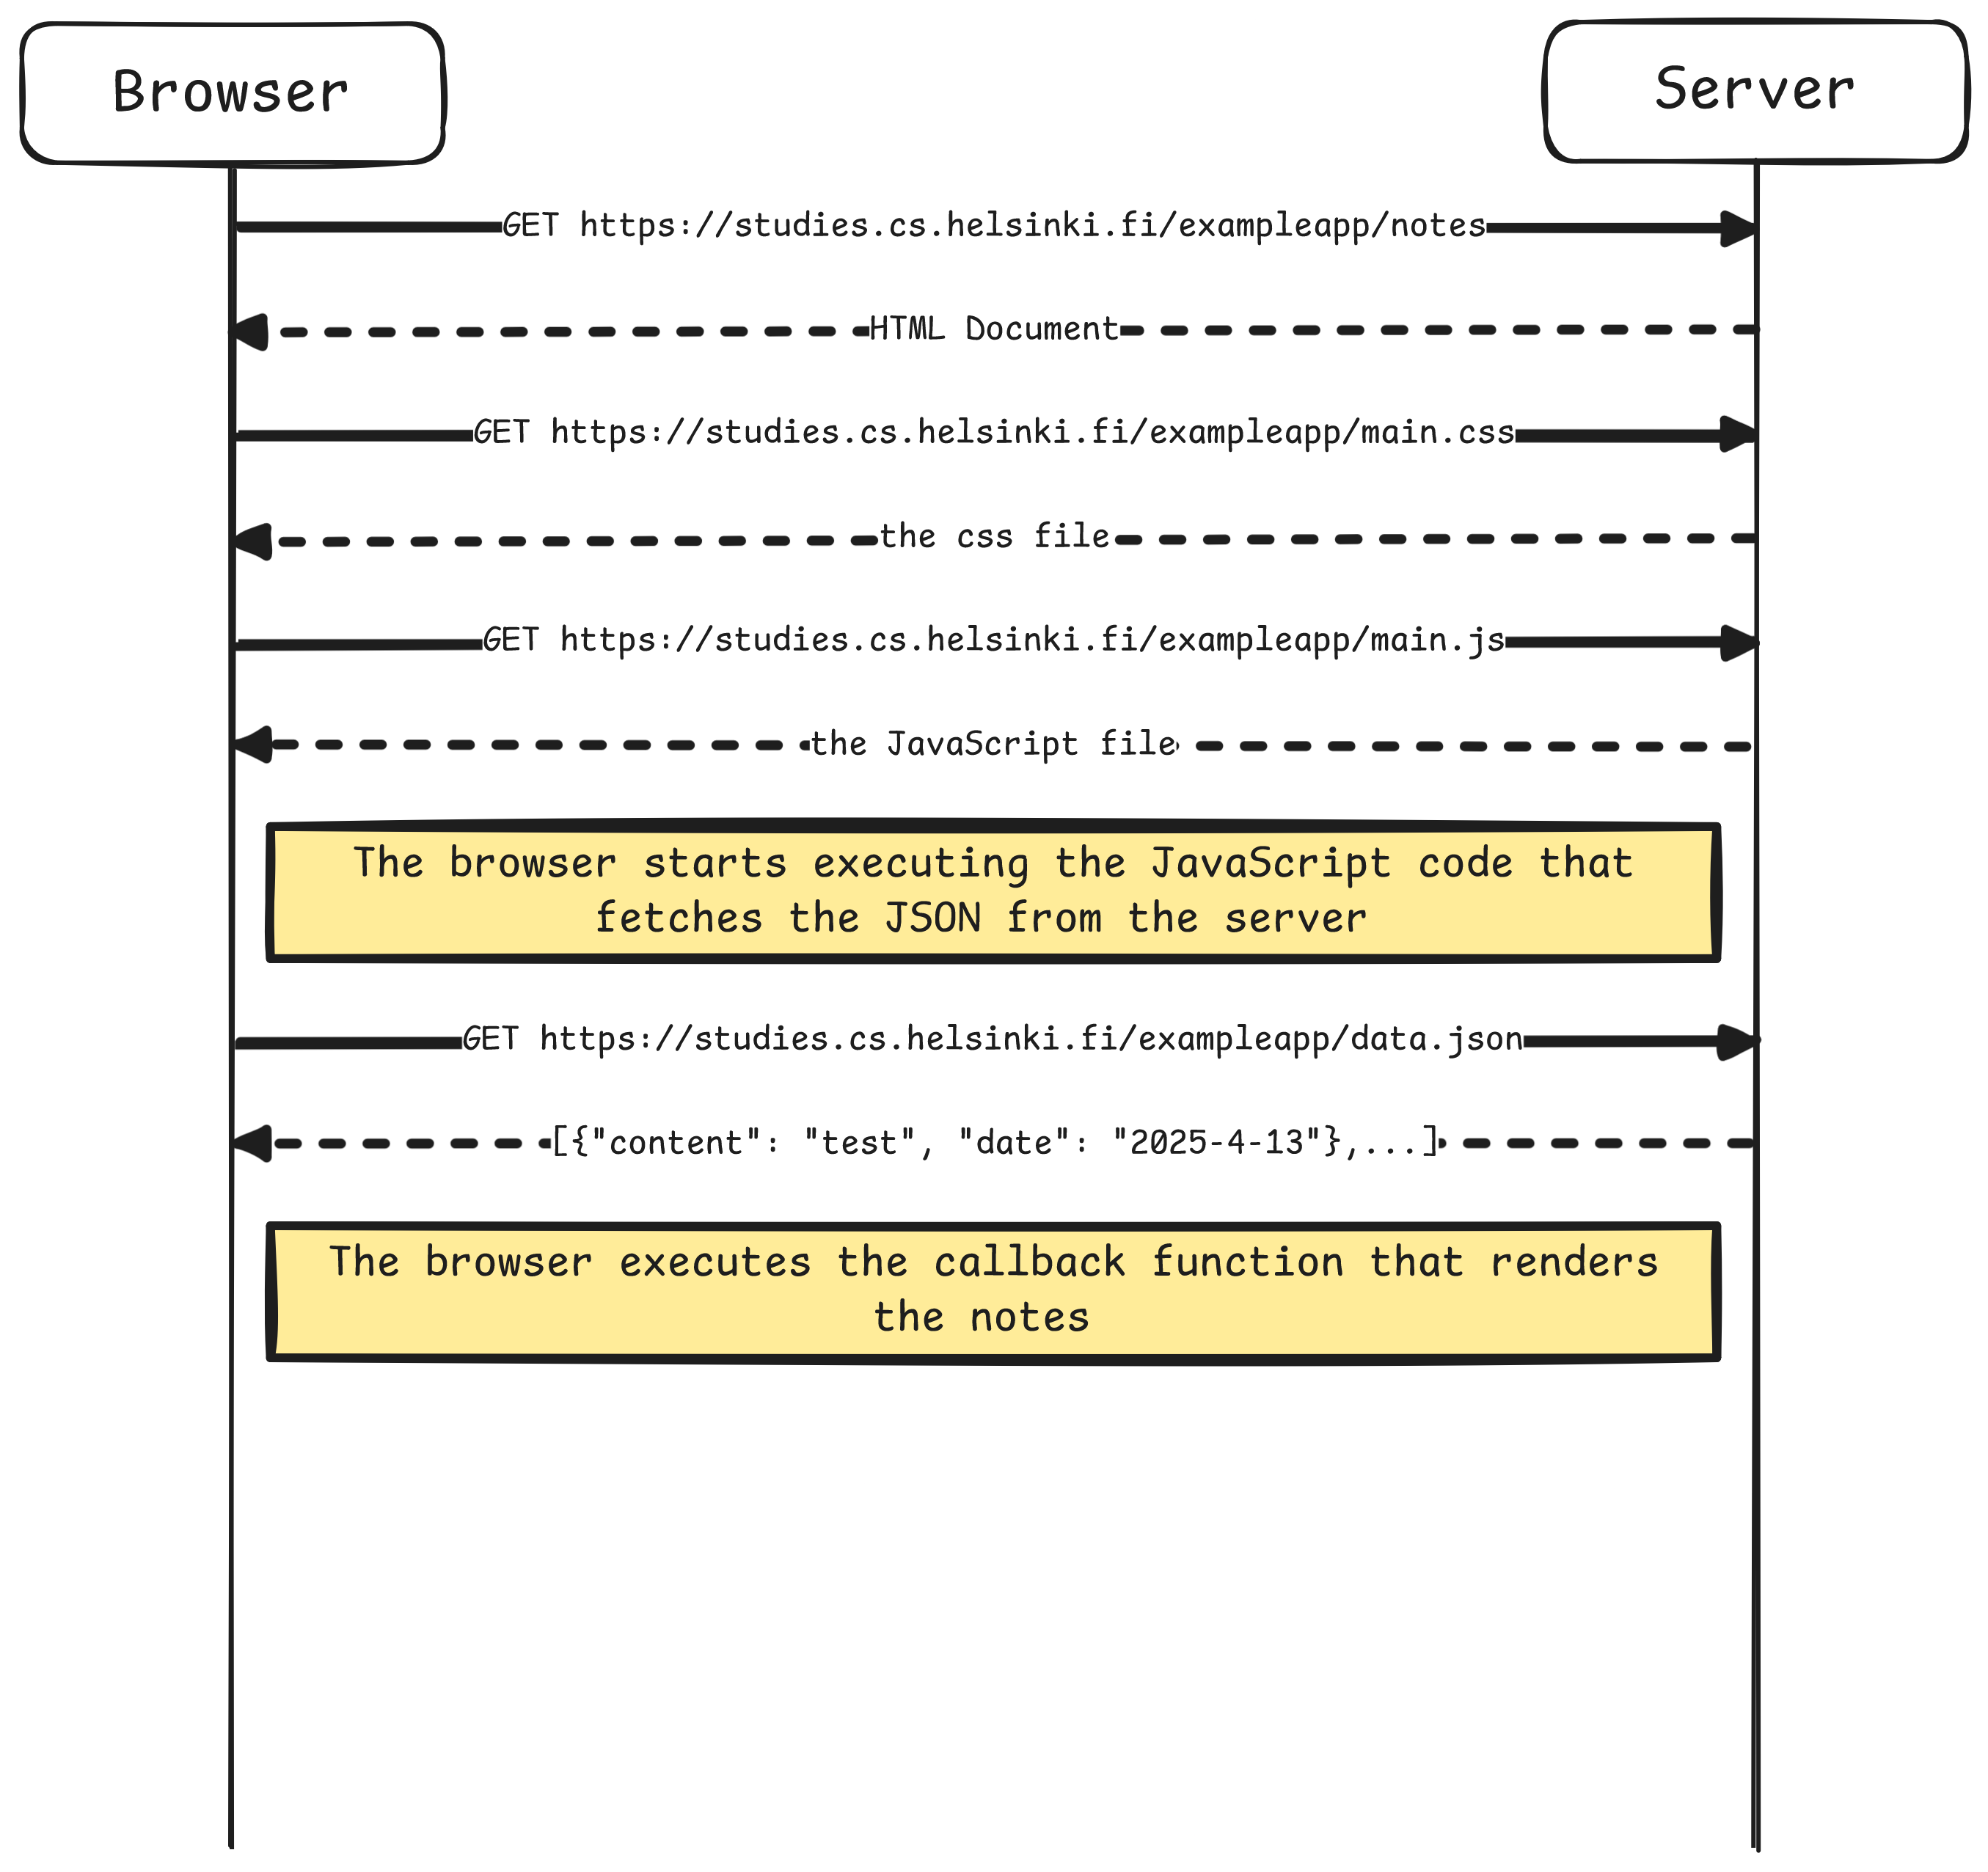 Browser
Server
GET https://studies.cs.helsinki.fi/exampleapp/notes
HTML Document
GET https://studies.cs.helsinki.fi/exampleapp/main.css
the css file
GET https://studies.cs.helsinki.fi/exampleapp/main.js
the JavaScript file
The browser starts executing the JavaScript code that
fetches the JSON from the server
GET https://studies.cs.helsinki.fi/exampleapp/data.json
[{"content": "test", "date": "2025-4-13"},...]
The browser executes the callback function that renders
the notes